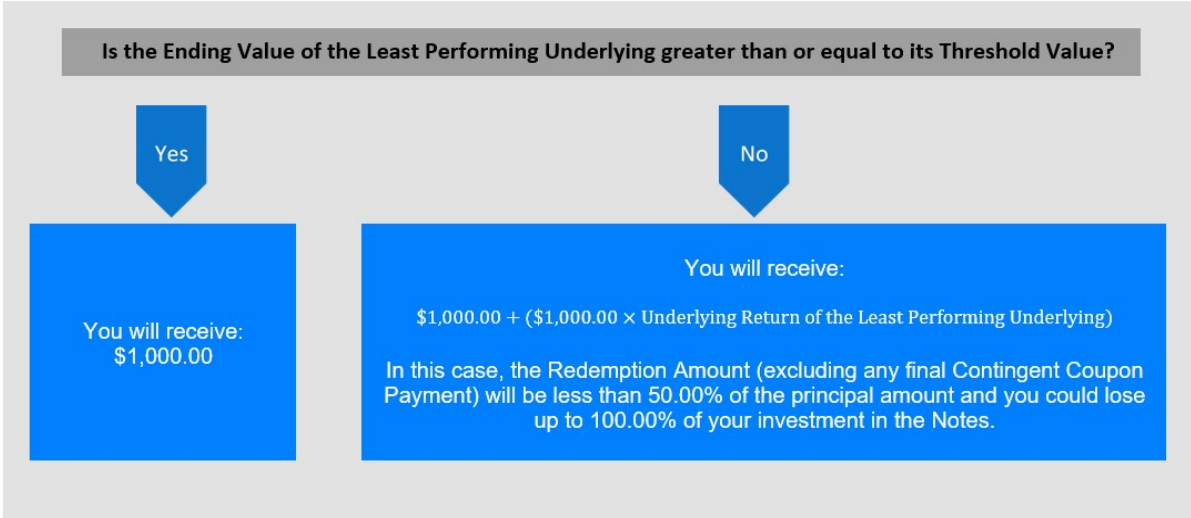 Is the Ending Value of the Least Performing Underlying greater than or equal to its Threshold Value?
Yes
No
You will receive:
$1,000.00
You will receive:
$1,000.00 + ($1,000.00 × Underlying Return of the Least Performing Underlying)
In this case, the Redemption Amount (excluding any final Contingent Coupon
Payment) will be less than 50.00% of the principal amount and you could lose
up to 100.00% of your investment in the Notes.